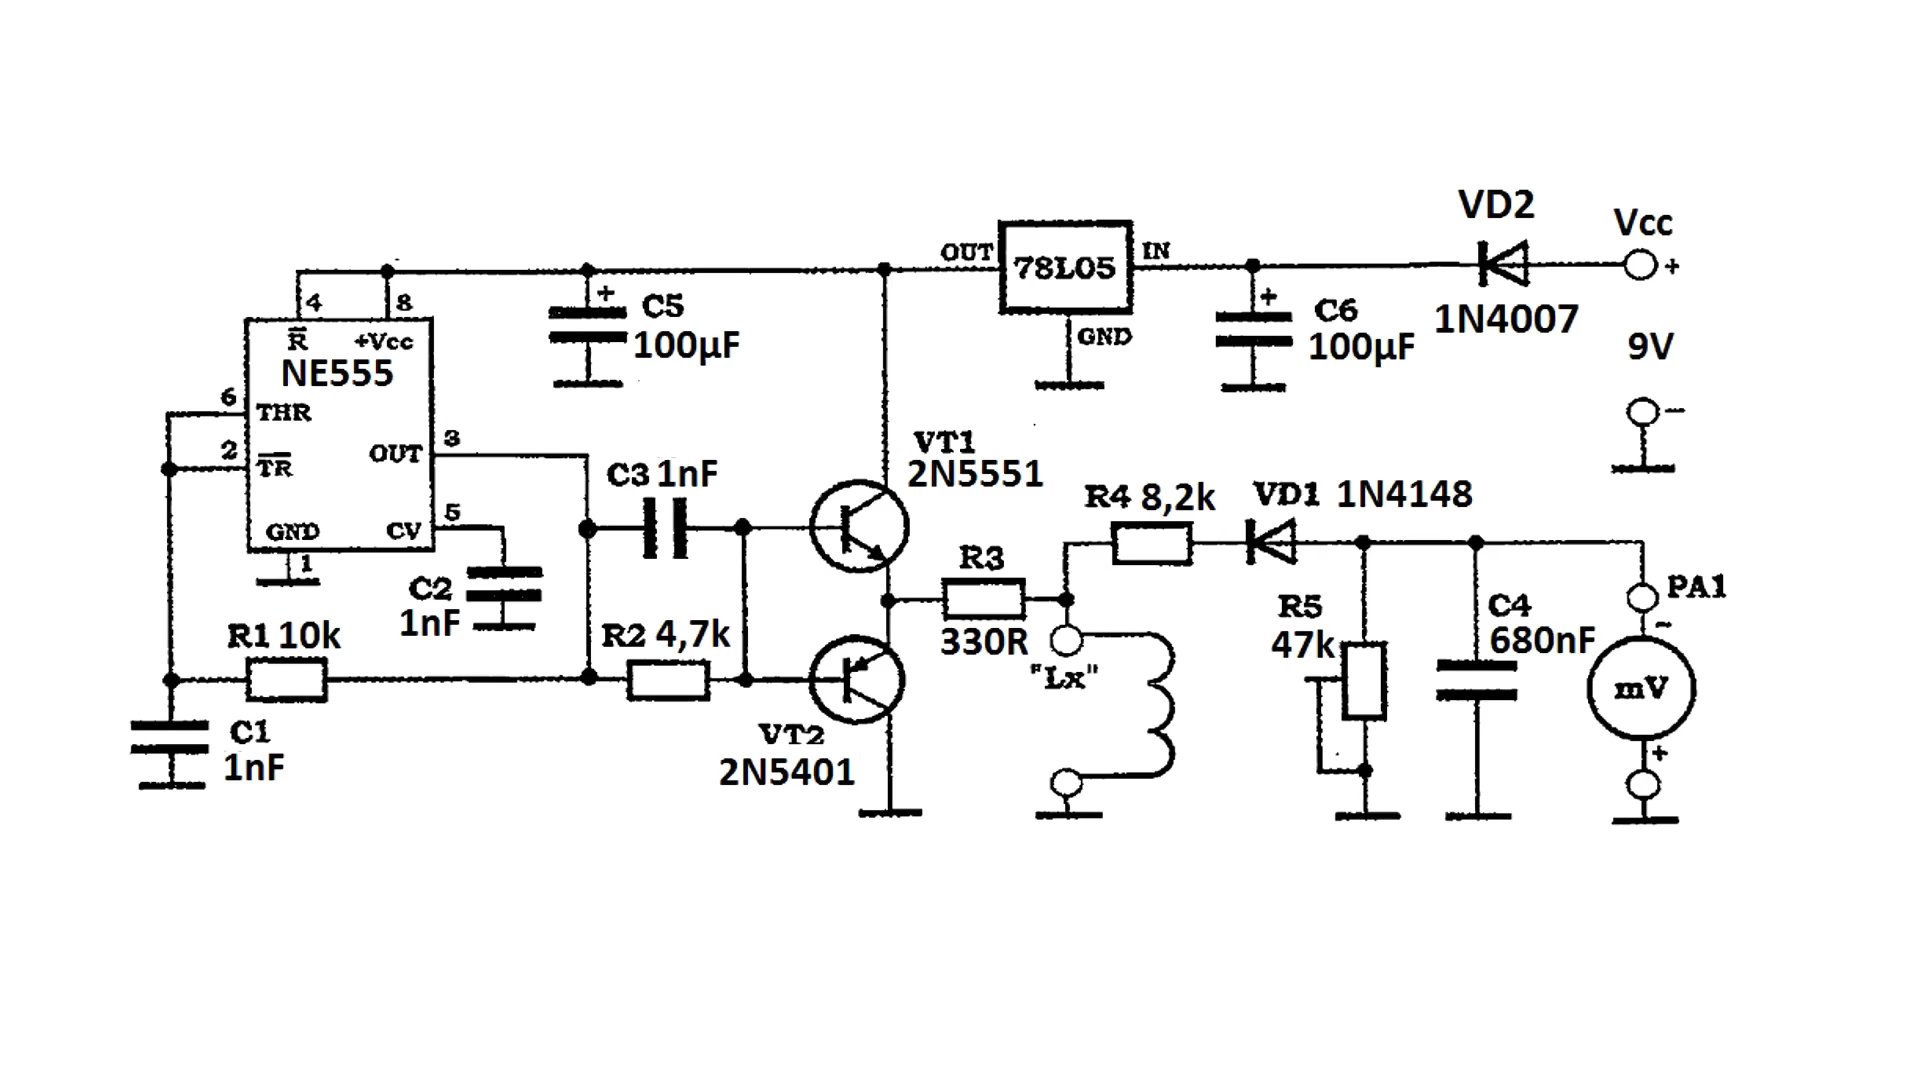 VD2
Vcc
+
OUT
78L05
IN
GND
1N4007
9V
−
4
8
R̅
+Vcc
NE555
6
THR
2
T̅R̅
OUT
3
GND
CV
5
1
+
C5
100µF
+
C6
100µF
C3 1nF
VT1
2N5551
R4 8,2k
VD1 1N4148
C2
1nF
R1 10k
R2 4,7k
R3
330R
"Lx"
R5
47k
C4
680nF
PA1
−
mV
+
C1
1nF
VT2
2N5401